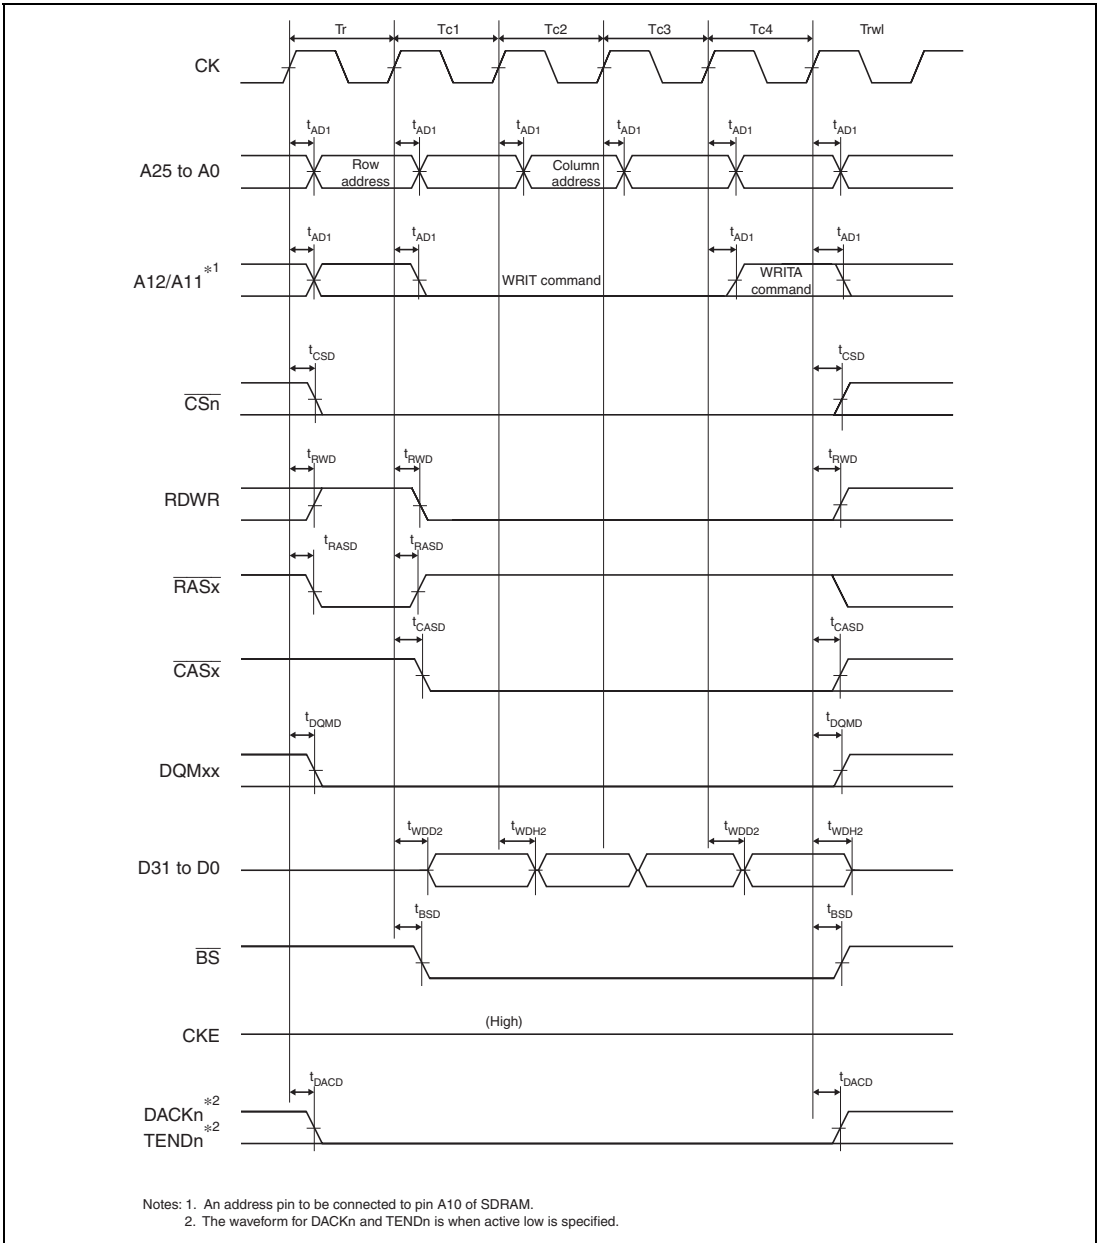 Tr Tc1 Tc2 Tc3 Tc4 Trwl
CK
tAD1 tAD1 tAD1 tAD1 tAD1 tAD1
A25 to A0
Row address
Column address
tAD1 tAD1 tAD1 tAD1
A12/A11*1
WRIT command
WRITA command
tCSD tCSD
CSn
tRWD tRWD tRWD
RDWR
tRASD tRASD
RASx
tCASD tCASD
CASx
tDQMD tDQMD
DQMxx
tWDD2 tWDH2 tWDD2 tWDH2
D31 to D0
tBSD tBSD
BS
(High)
CKE
tDACD tDACD
DACKn*2
TENDn*2
Notes: 1. An address pin to be connected to pin A10 of SDRAM.
2. The waveform for DACKn and TENDn is when active low is specified.